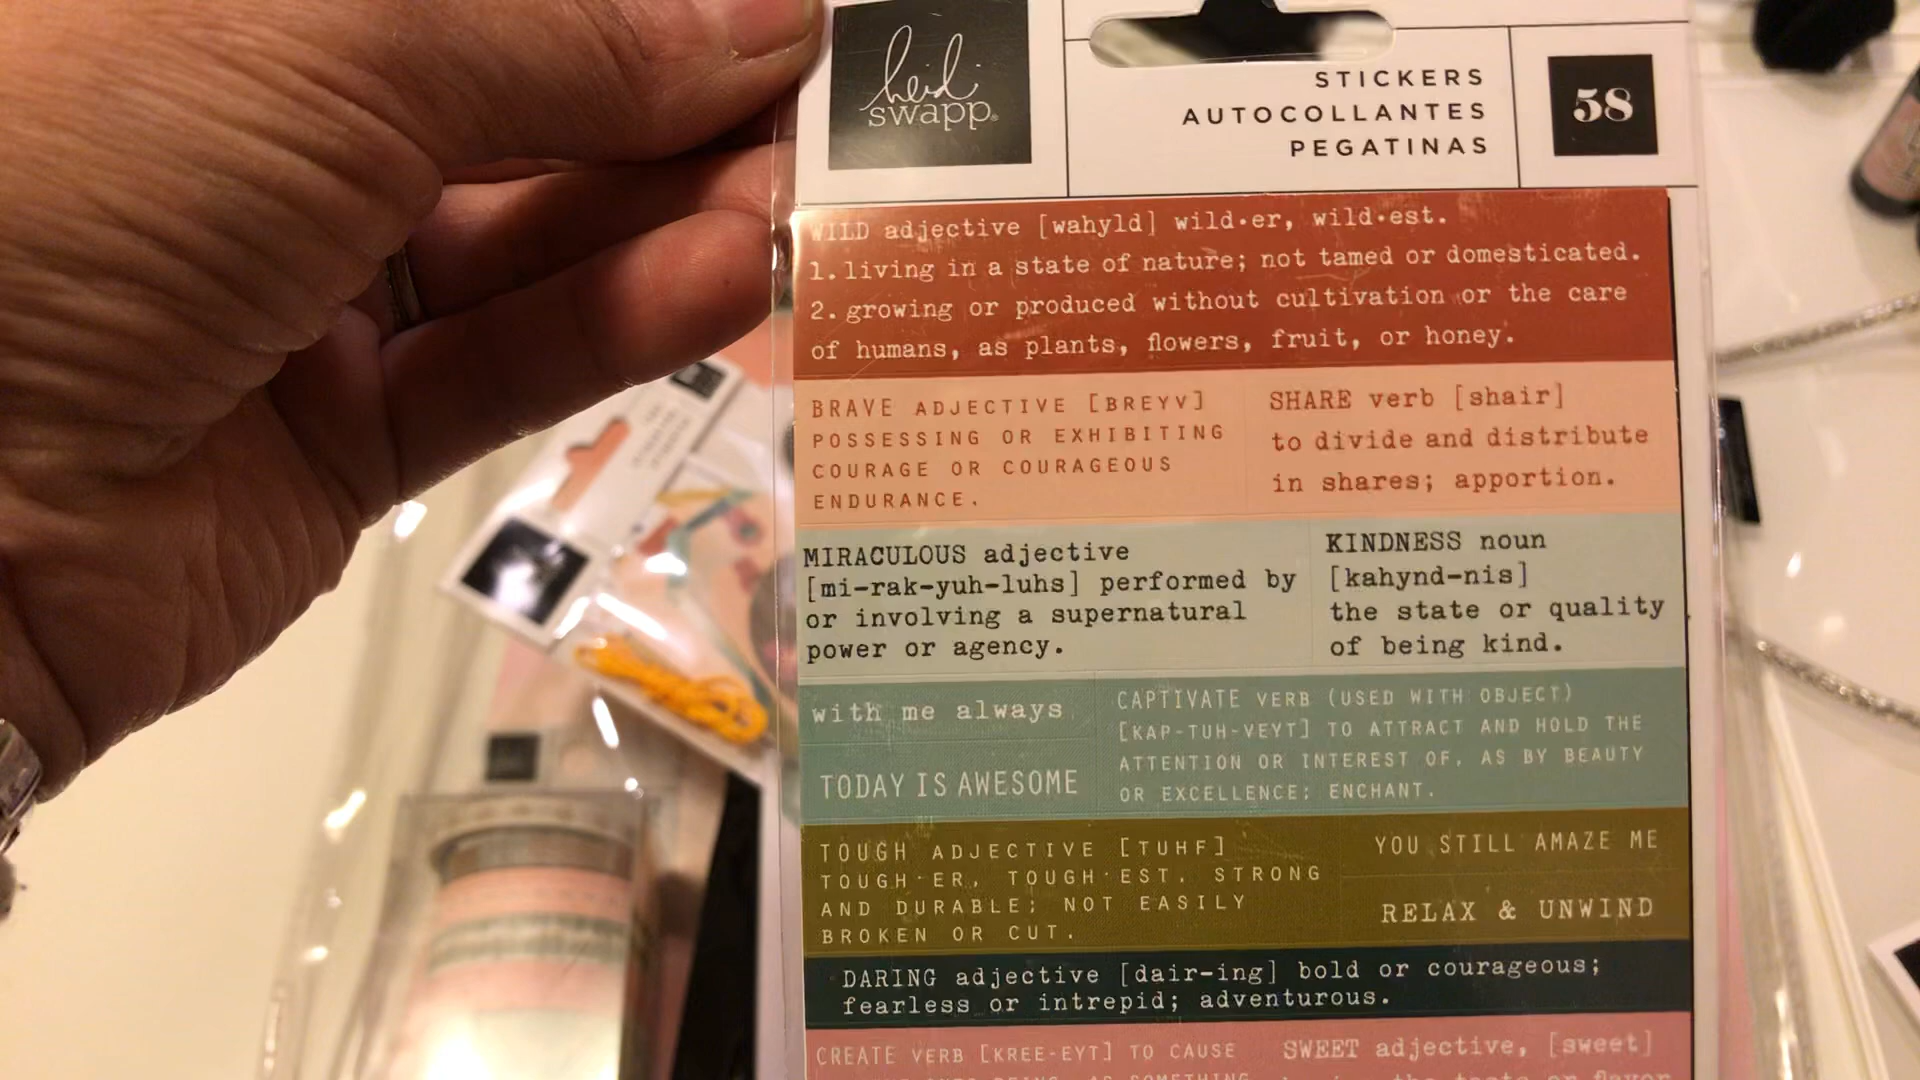 heidi
swapp®
STICKERS
AUTOCOLLANTES
PEGATINAS
58
WILD adjective [wahyld] wild·er, wild·est.
1. living in a state of nature; not tamed or domesticated.
2. growing or produced without cultivation or the care
of humans, as plants, flowers, fruit, or honey.
BRAVE ADJECTIVE [BREYV]
POSSESSING OR EXHIBITING
COURAGE OR COURAGEOUS
ENDURANCE.
SHARE verb [shair]
to divide and distribute
in shares; apportion.
MIRACULOUS adjective
[mi-rak-yuh-luhs] performed by
or involving a supernatural
power or agency.
KINDNESS noun
[kahynd-nis]
the state or quality
of being kind.
with me always
TODAY IS AWESOME
CAPTIVATE VERB (USED WITH OBJECT)
[KAP-TUH-VEYT] TO ATTRACT AND HOLD THE
ATTENTION OR INTEREST OF, AS BY BEAUTY
OR EXCELLENCE; ENCHANT.
TOUGH ADJECTIVE [TUHF]
TOUGH·ER, TOUGH·EST. STRONG
AND DURABLE; NOT EASILY
BROKEN OR CUT.
YOU STILL AMAZE ME
RELAX & UNWIND
DARING adjective [dair-ing] bold or courageous;
fearless or intrepid; adventurous.
CREATE VERB [KREE-EYT] TO CAUSE
AS SOMETHING
SWEET adjective, [sweet]
the taste or flavor